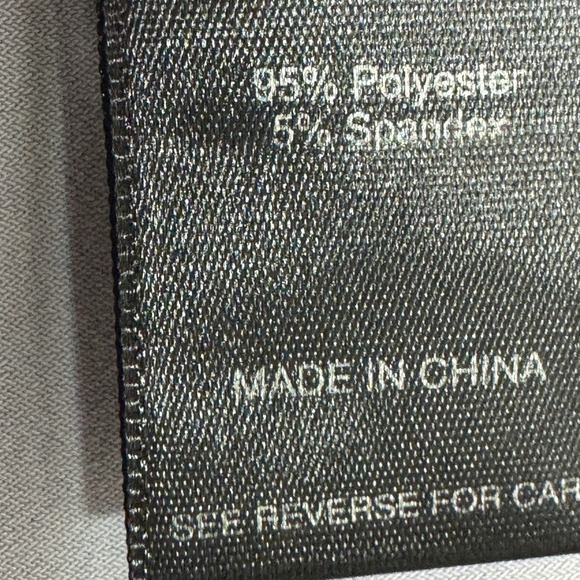 95% Polyester
5% Spandex
MADE IN CHINA
SEE REVERSE FOR CAR